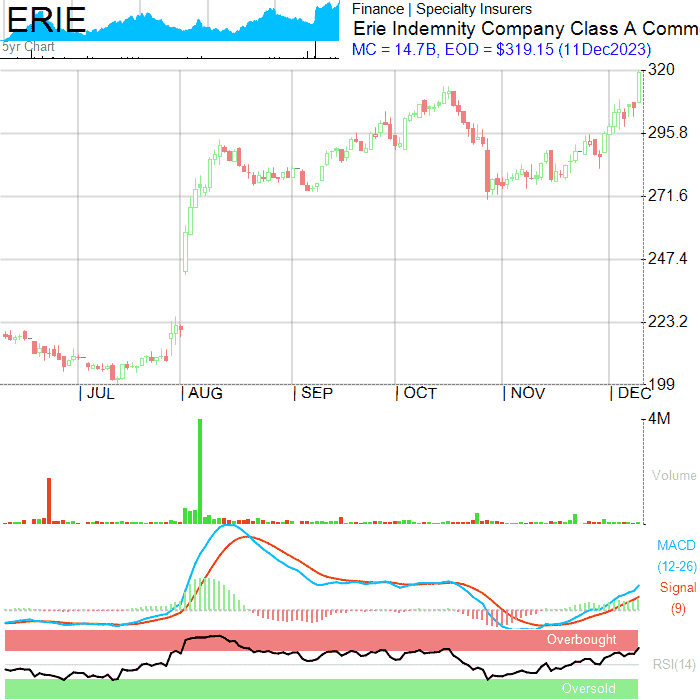 ERIE
5yr Chart
Finance | Specialty Insurers
Erie Indemnity Company Class A Comm
MC = 14.7B, EOD = $319.15 (11Dec2023)
320
295.8
271.6
247.4
223.2
199
JUL AUG SEP OCT NOV DEC
4M
Volume
MACD
(12-26)
Signal
(9)
Overbought
RSI(14)
Oversold